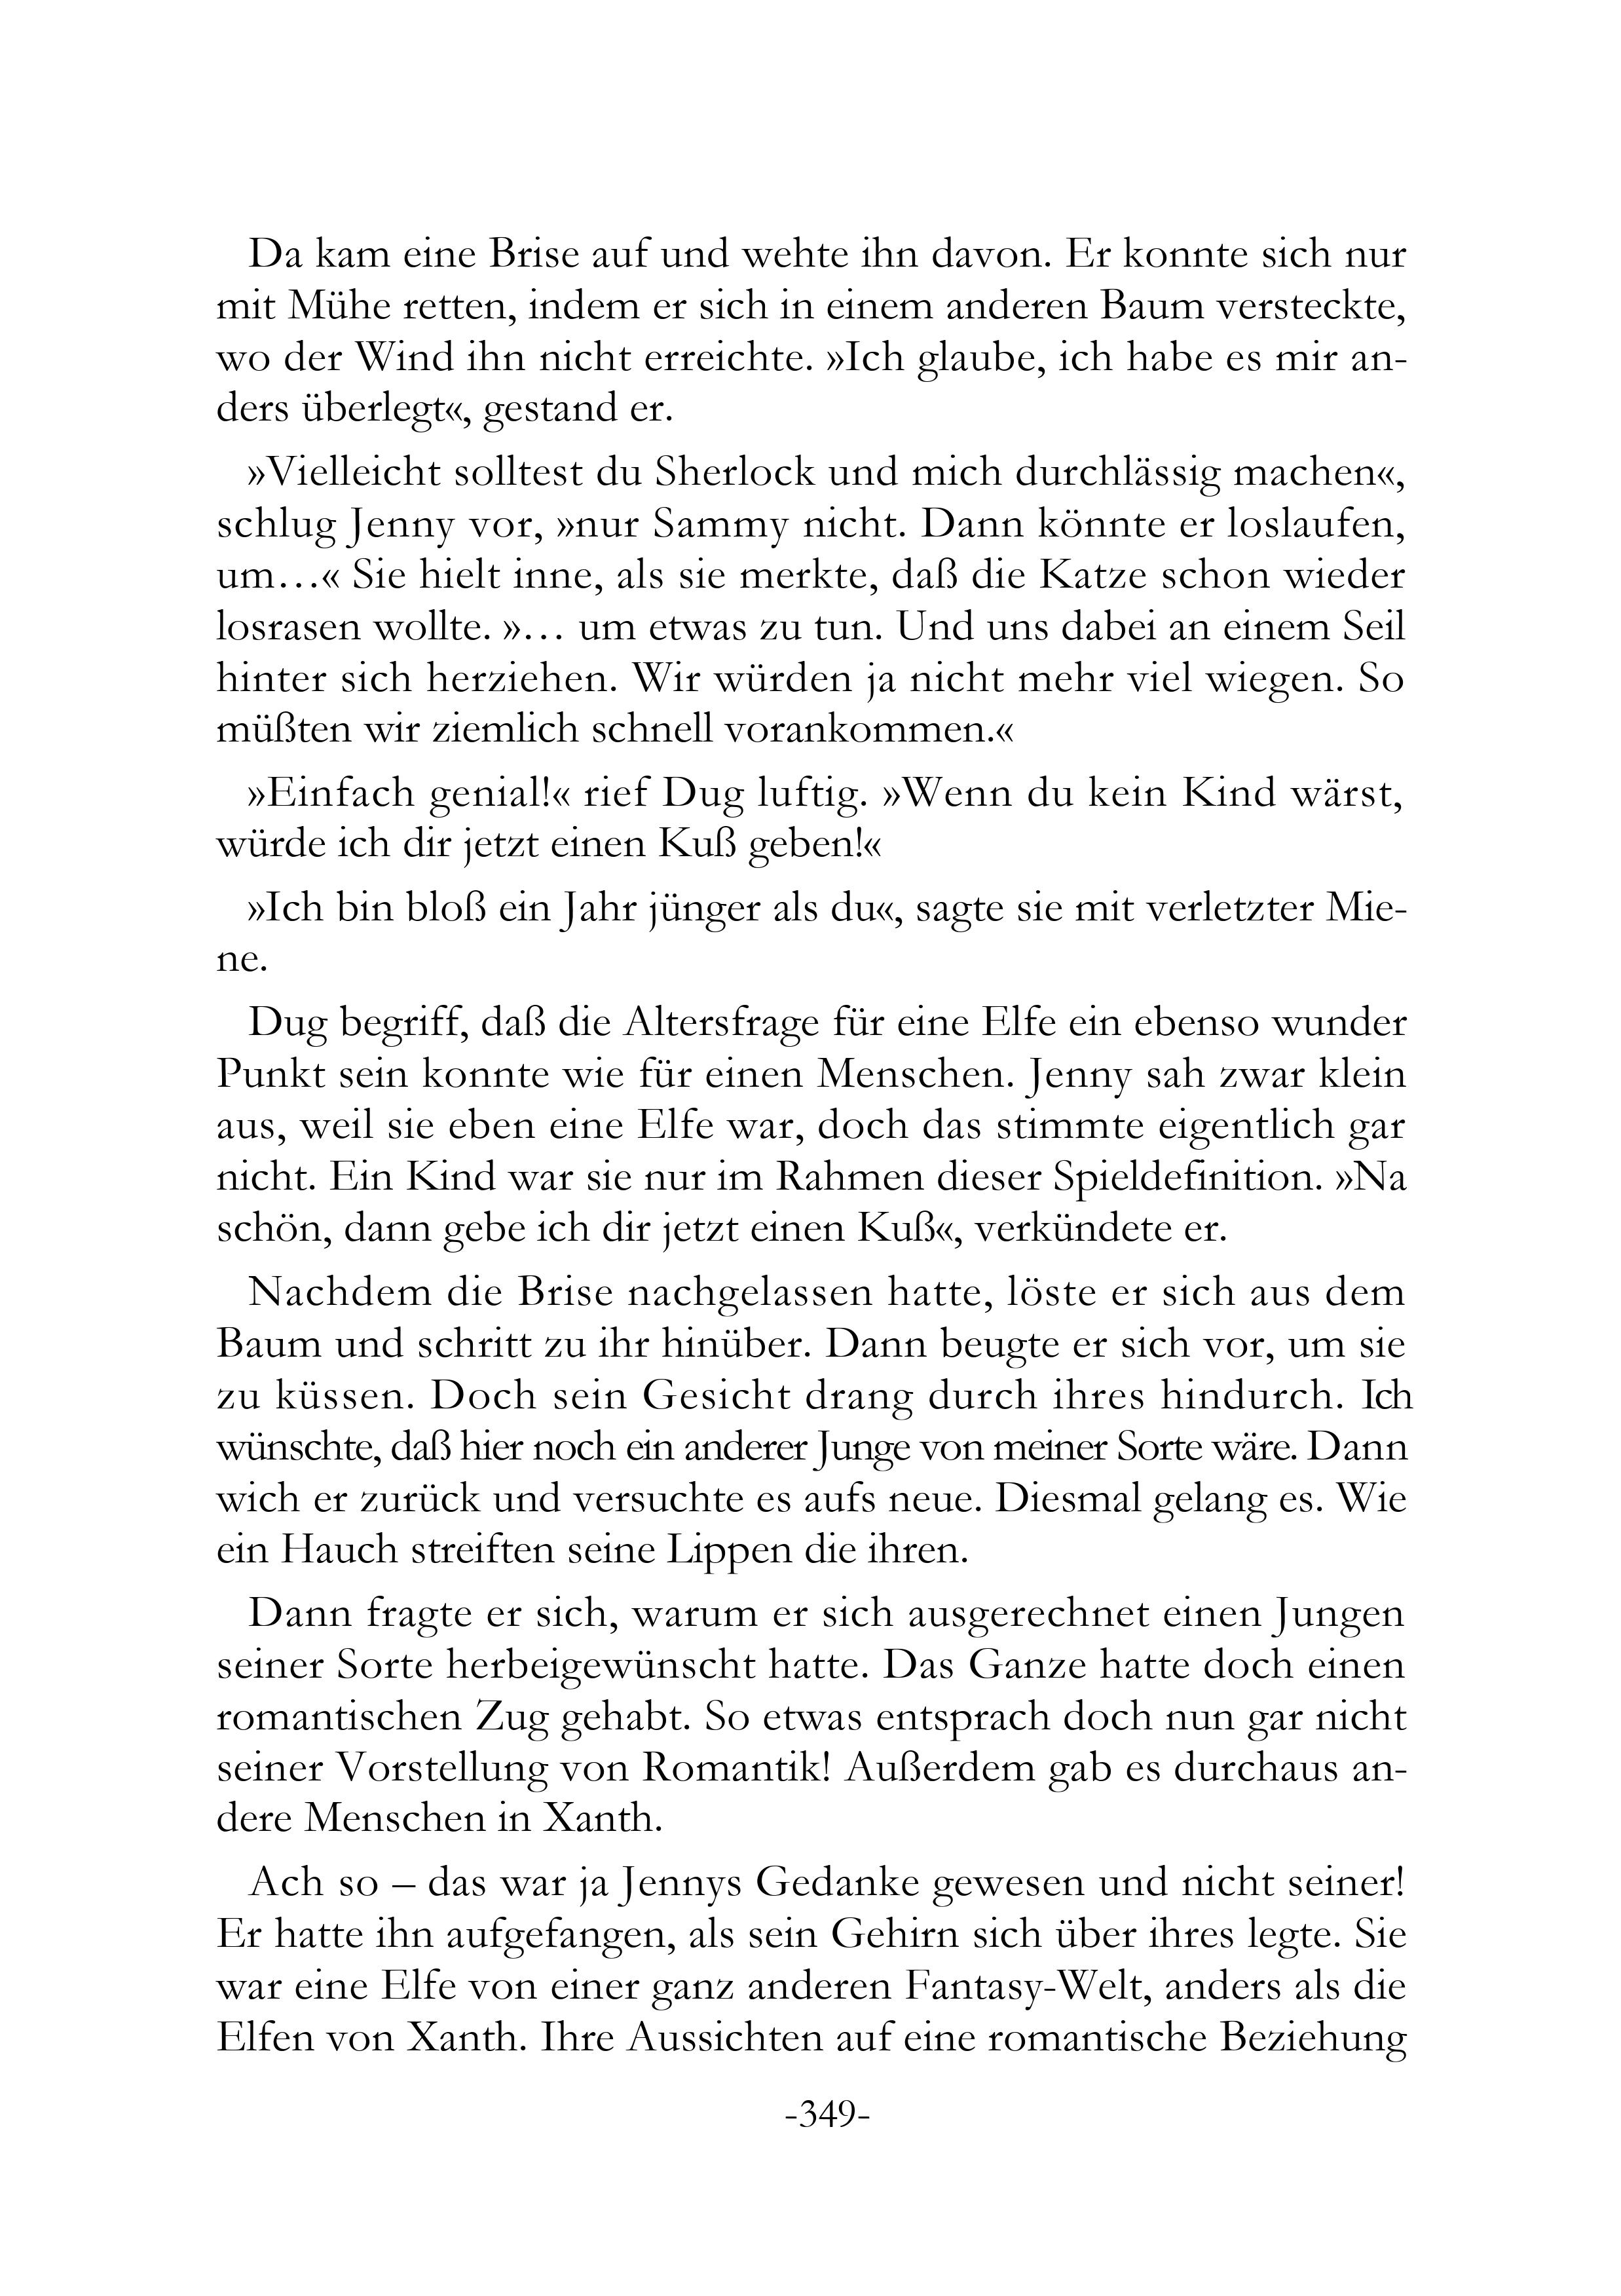 Da kam eine Brise auf und wehte ihn davon. Er konnte sich nur
mit Mühe retten, indem er sich in einem anderen Baum versteckte,
wo der Wind ihn nicht erreichte. »Ich glaube, ich habe es mir an-
ders überlegt«, gestand er.
»Vielleicht solltest du Sherlock und mich durchlässig machen«,
schlug Jenny vor, »nur Sammy nicht. Dann könnte er loslaufen,
um…« Sie hielt inne, als sie merkte, daß die Katze schon wieder
losrasen wollte. »… um etwas zu tun. Und uns dabei an einem Seil
hinter sich herziehen. Wir würden ja nicht mehr viel wiegen. So
müßten wir ziemlich schnell vorankommen.«
»Einfach genial!« rief Dug luftig. »Wenn du kein Kind wärst,
würde ich dir jetzt einen Kuß geben!«
»Ich bin bloß ein Jahr jünger als du«, sagte sie mit verletzter Mie-
ne.
Dug begriff, daß die Altersfrage für eine Elfe ein ebenso wunder
Punkt sein konnte wie für einen Menschen. Jenny sah zwar klein
aus, weil sie eben eine Elfe war, doch das stimmte eigentlich gar
nicht. Ein Kind war sie nur im Rahmen dieser Spieldefinition. »Na
schön, dann gebe ich dir jetzt einen Kuß«, verkündete er.
Nachdem die Brise nachgelassen hatte, löste er sich aus dem
Baum und schritt zu ihr hinüber. Dann beugte er sich vor, um sie
zu küssen. Doch sein Gesicht drang durch ihres hindurch. Ich
wünschte, daß hier noch ein anderer Junge von meiner Sorte wäre. Dann
wich er zurück und versuchte es aufs neue. Diesmal gelang es. Wie
ein Hauch streiften seine Lippen die ihren.
Dann fragte er sich, warum er sich ausgerechnet einen Jungen
seiner Sorte herbeigewünscht hatte. Das Ganze hatte doch einen
romantischen Zug gehabt. So etwas entsprach doch nun gar nicht
seiner Vorstellung von Romantik! Außerdem gab es durchaus an-
dere Menschen in Xanth.
Ach so – das war ja Jennys Gedanke gewesen und nicht seiner!
Er hatte ihn aufgefangen, als sein Gehirn sich über ihres legte. Sie
war eine Elfe von einer ganz anderen Fantasy-Welt, anders als die
Elfen von Xanth. Ihre Aussichten auf eine romantische Beziehung
-349-